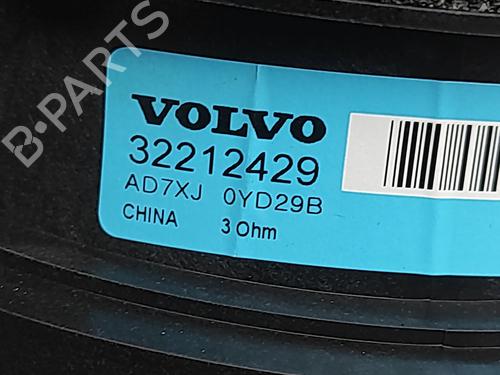 B-PARTS
VOLVO
32212429
AD7XJ 0YD29B
CHINA 3 Ohm